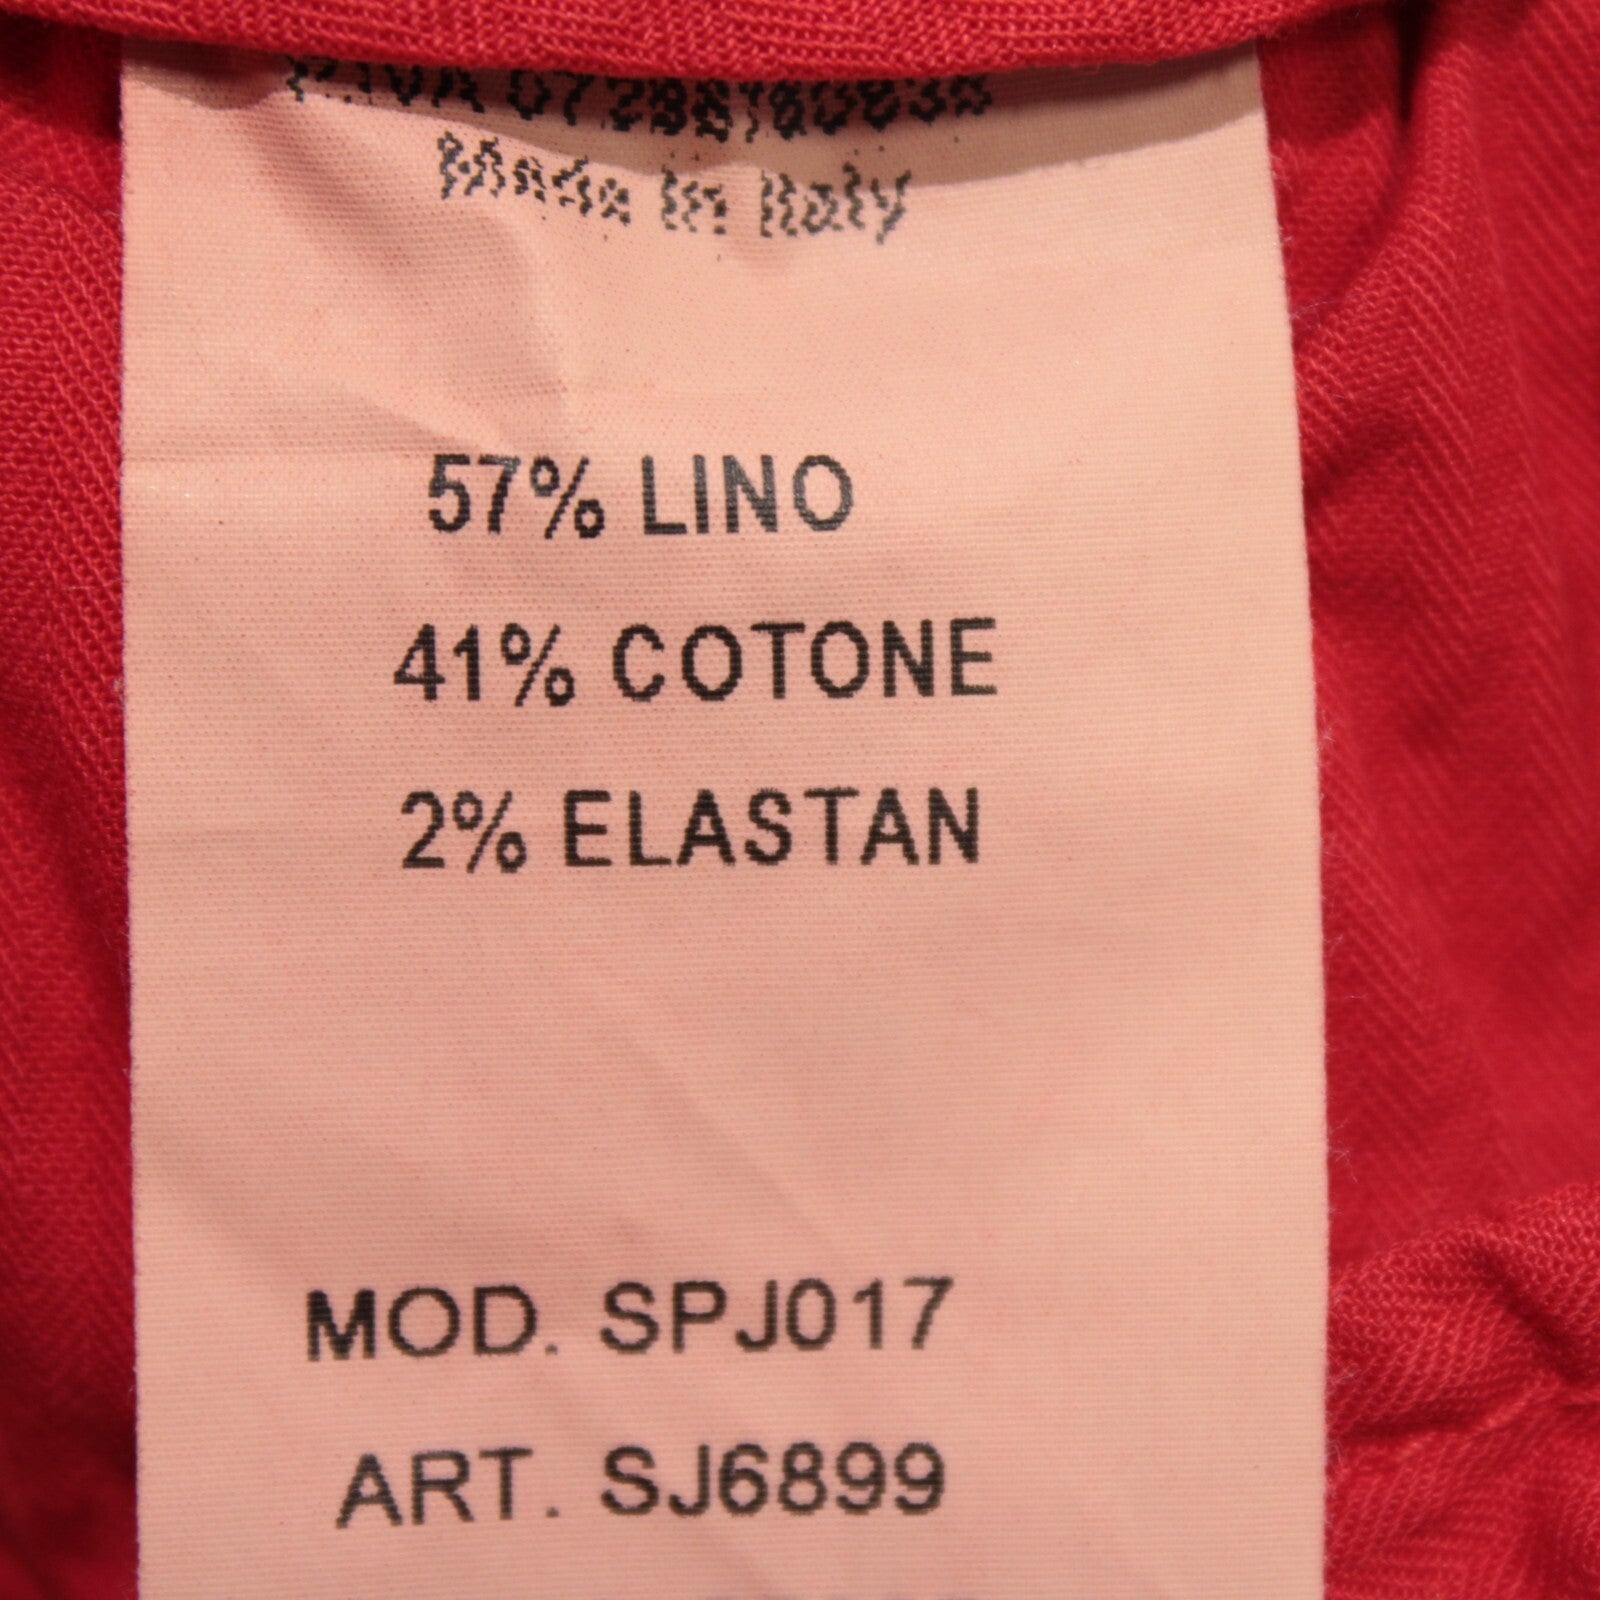 Made in Italy
57% LINO
41% COTONE
2% ELASTAN
MOD. SPJ017
ART. SJ6899